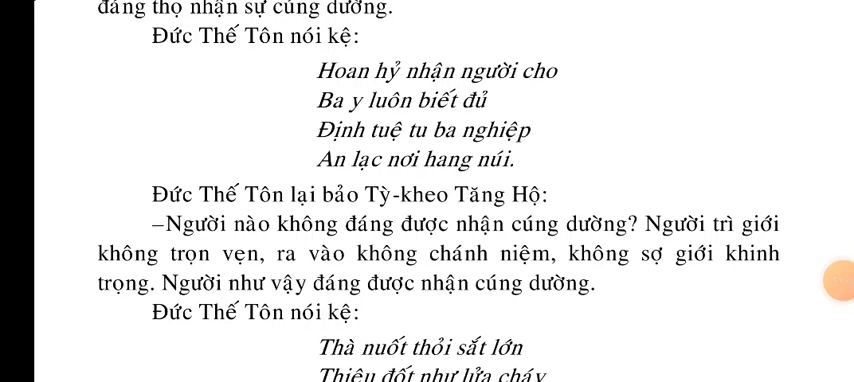 đáng thọ nhận sự cúng dường.
Đức Thế Tôn nói kệ:
Hoan hỷ nhận người cho
Ba y luôn biết đủ
Định tuệ tu ba nghiệp
An lạc nơi hang núi.
Đức Thế Tôn lại bảo Tỳ-kheo Tăng Hộ:
–Người nào không đáng được nhận cúng dường? Người trì giới
không trọn vẹn, ra vào không chánh niệm, không sợ giới khinh
trọng. Người như vậy đáng được nhận cúng dường.
Đức Thế Tôn nói kệ:
Thà nuốt thỏi sắt lớn
Thiêu đốt như lửa cháy